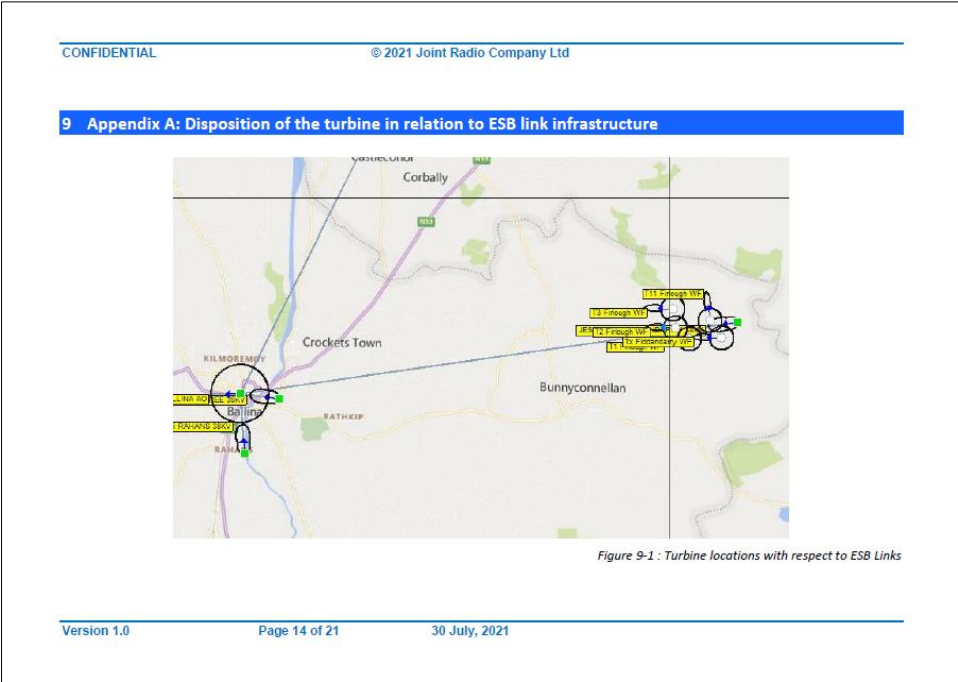 CONFIDENTIAL © 2021 Joint Radio Company Ltd
9 Appendix A: Disposition of the turbine in relation to ESB link infrastructure
Corbally
N59
T11 Firlough WF
T3 Firlough WF
T2 Firlough WF
Tx Fiddandarry WF
Crockets Town
KILMOREMOY
Bunnyconnellan
Ballina
RATHKIP
RAHANS 38KV
Figure 9-1 : Turbine locations with respect to ESB Links
Version 1.0 Page 14 of 21 30 July, 2021